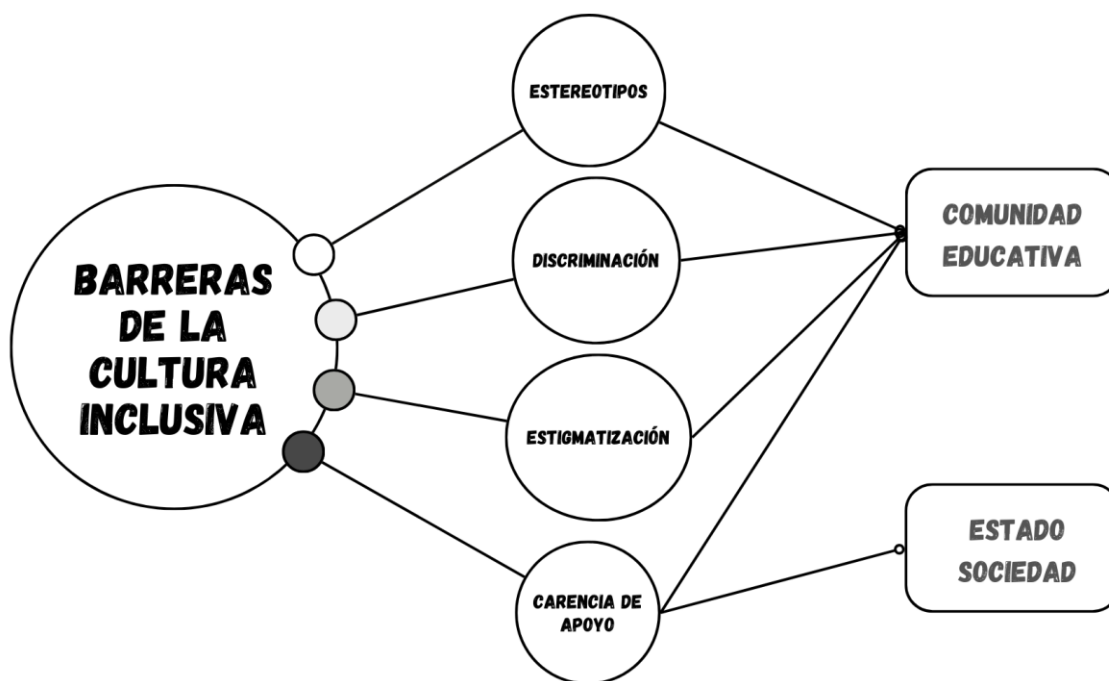 BARRERAS
DE LA
CULTURA
INCLUSIVA
ESTEREOTIPOS
DISCRIMINACIÓN
ESTIGMATIZACIÓN
CARENCIA DE
APOYO
COMUNIDAD
EDUCATIVA
ESTADO
SOCIEDAD